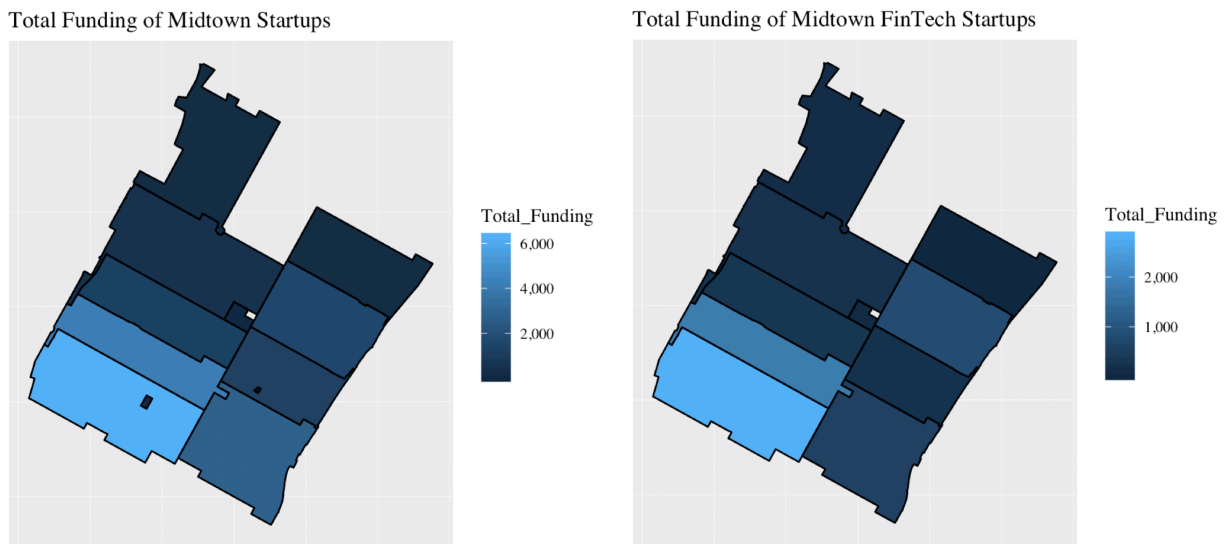 Total Funding of Midtown Startups
Total_Funding
6,000
4,000
2,000
Total Funding of Midtown FinTech Startups
Total_Funding
2,000
1,000